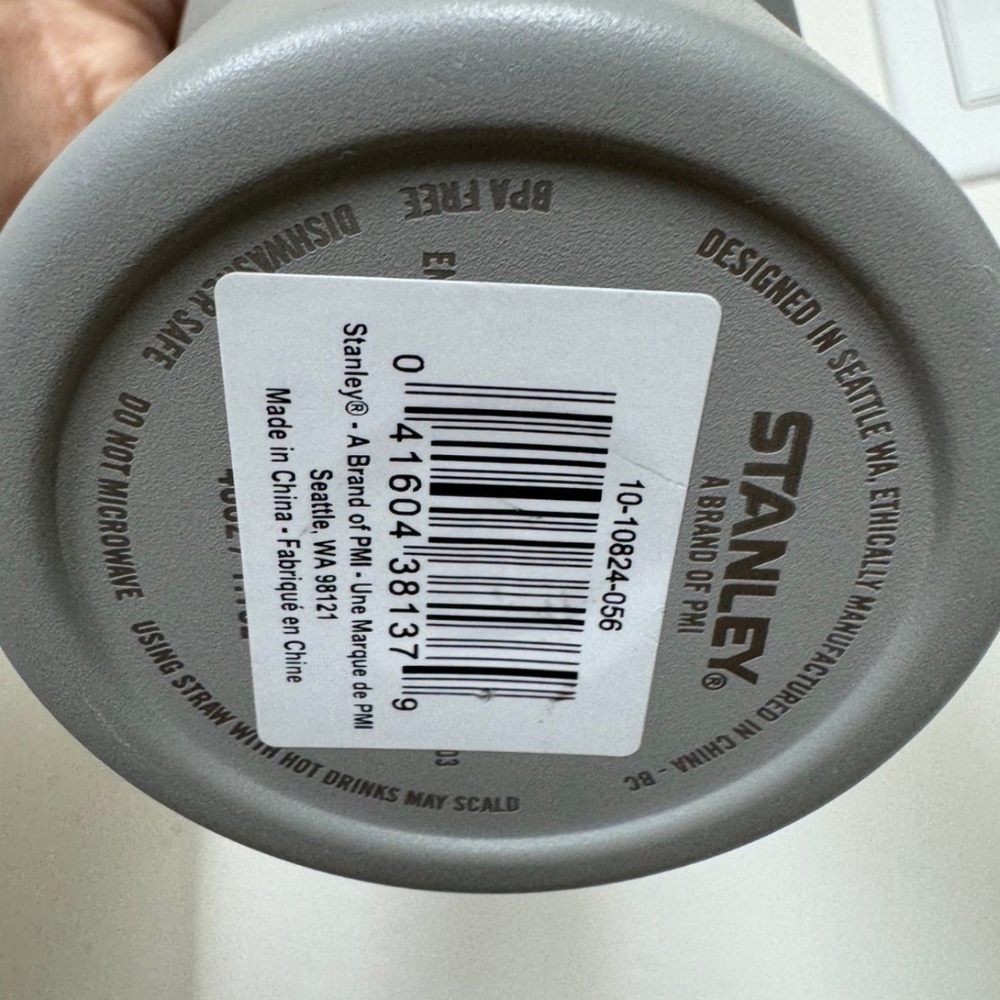 DESIGNED IN SEATTLE WA, ETHICALLY MANUFACTURED IN CHINA - BC
STANLEY®
A BRAND OF PMI
10-10824-056
0 41604 38137 9
Stanley® - A Brand of PMI - Une Marque de PMI
Seattle, WA 98121
Made in China - Fabriqué en Chine
BPA FREE
DISHWASHER SAFE
DO NOT MICROWAVE
USING STRAW WITH HOT DRINKS MAY SCALD
03